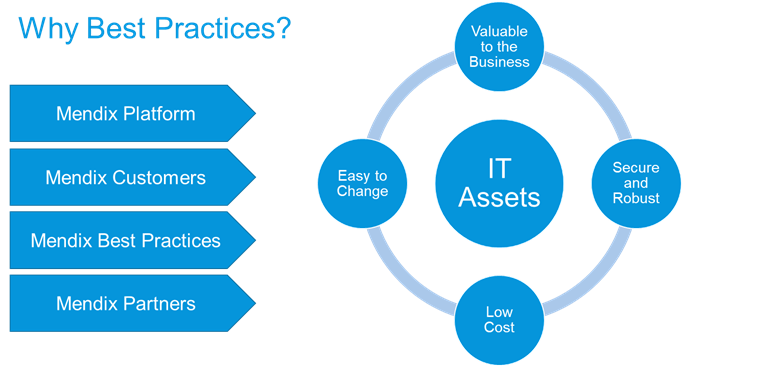 Why Best Practices?
Mendix Platform
Mendix Customers
Mendix Best Practices
Mendix Partners
Valuable
to the
Business
Easy to
Change
IT
Assets
Secure
and
Robust
Low
Cost